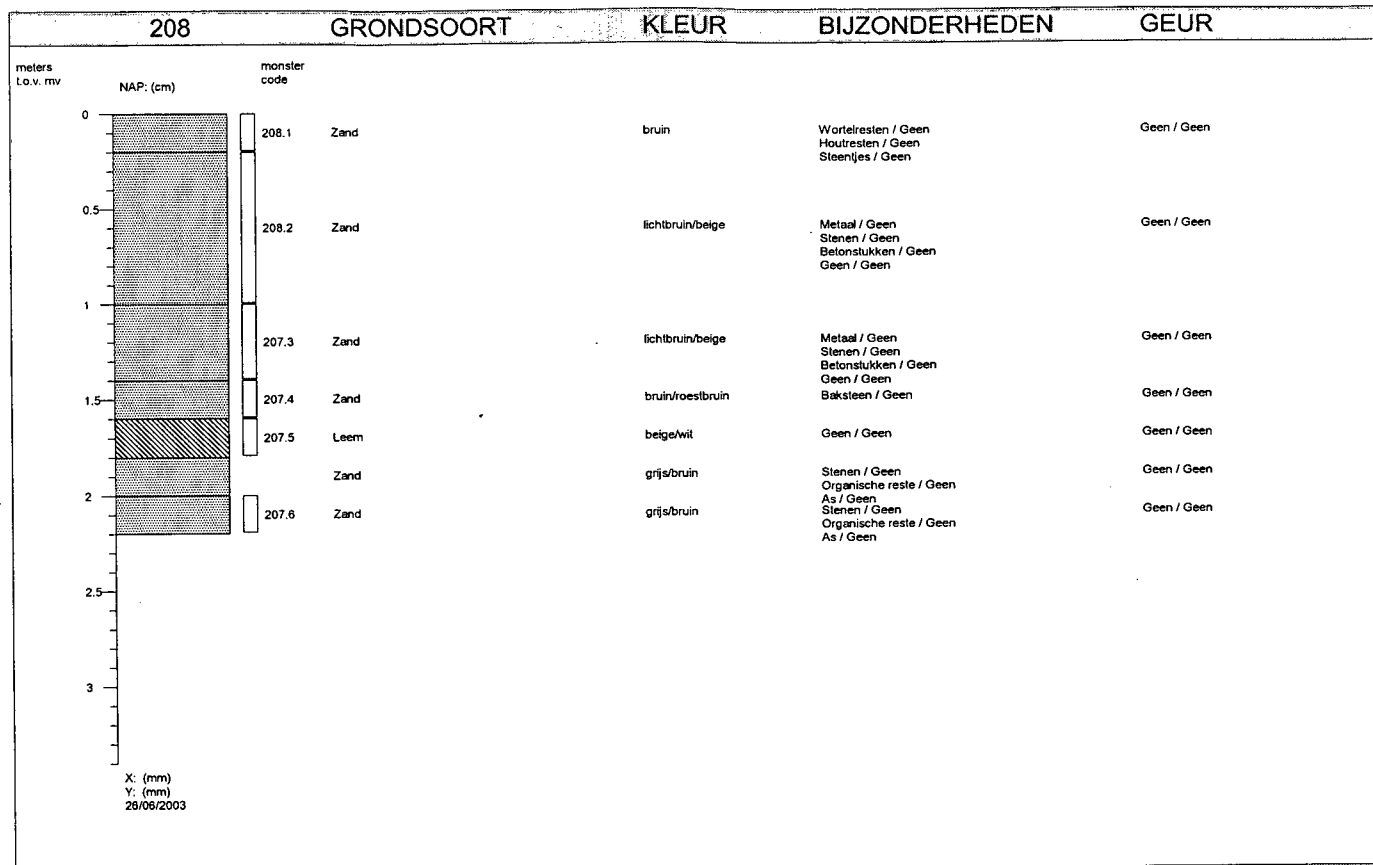 208 GRONDSOORT KLEUR BIJZONDERHEDEN GEUR
meters monster
t.o.v. mv NAP: (cm) code
0
208.1 Zand bruin Wortelresten / Geen Geen / Geen
Houtresten / Geen
Steentjes / Geen
0.5
208.2 Zand lichtbruin/beige Metaal / Geen Geen / Geen
Stenen / Geen
Betonstukken / Geen
Geen / Geen
1
207.3 Zand lichtbruin/beige Metaal / Geen Geen / Geen
Stenen / Geen
Betonstukken / Geen
Geen / Geen
1.5 207.4 Zand bruin/roestbruin Baksteen / Geen Geen / Geen
207.5 Leem beige/wit Geen / Geen Geen / Geen
Zand grijs/bruin Stenen / Geen Geen / Geen
Organische reste / Geen
2 As / Geen
207.6 Zand grijs/bruin Stenen / Geen Geen / Geen
Organische reste / Geen
As / Geen
2.5
3
X: (mm)
Y: (mm)
26/06/2003